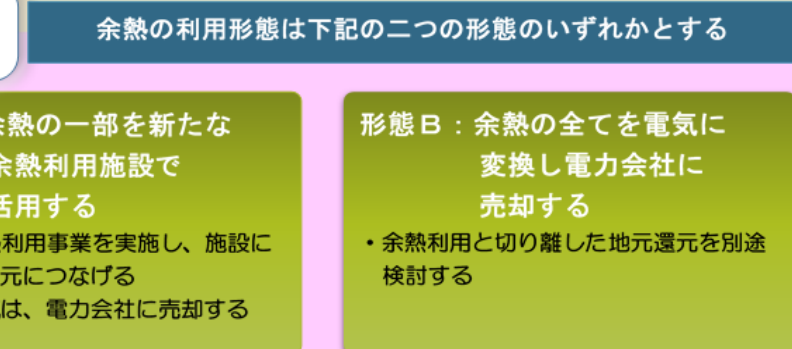 余熱の利用形態は下記の二つの形態のいずれかとする
熱の一部を新たな
余熱利用施設で
活用する
利用事業を実施し、施設に
元につなげる
は、電力会社に売却する
形態B:余熱の全てを電気に
変換し電力会社に
売却する
・余熱利用と切り離した地元還元を別途
検討する